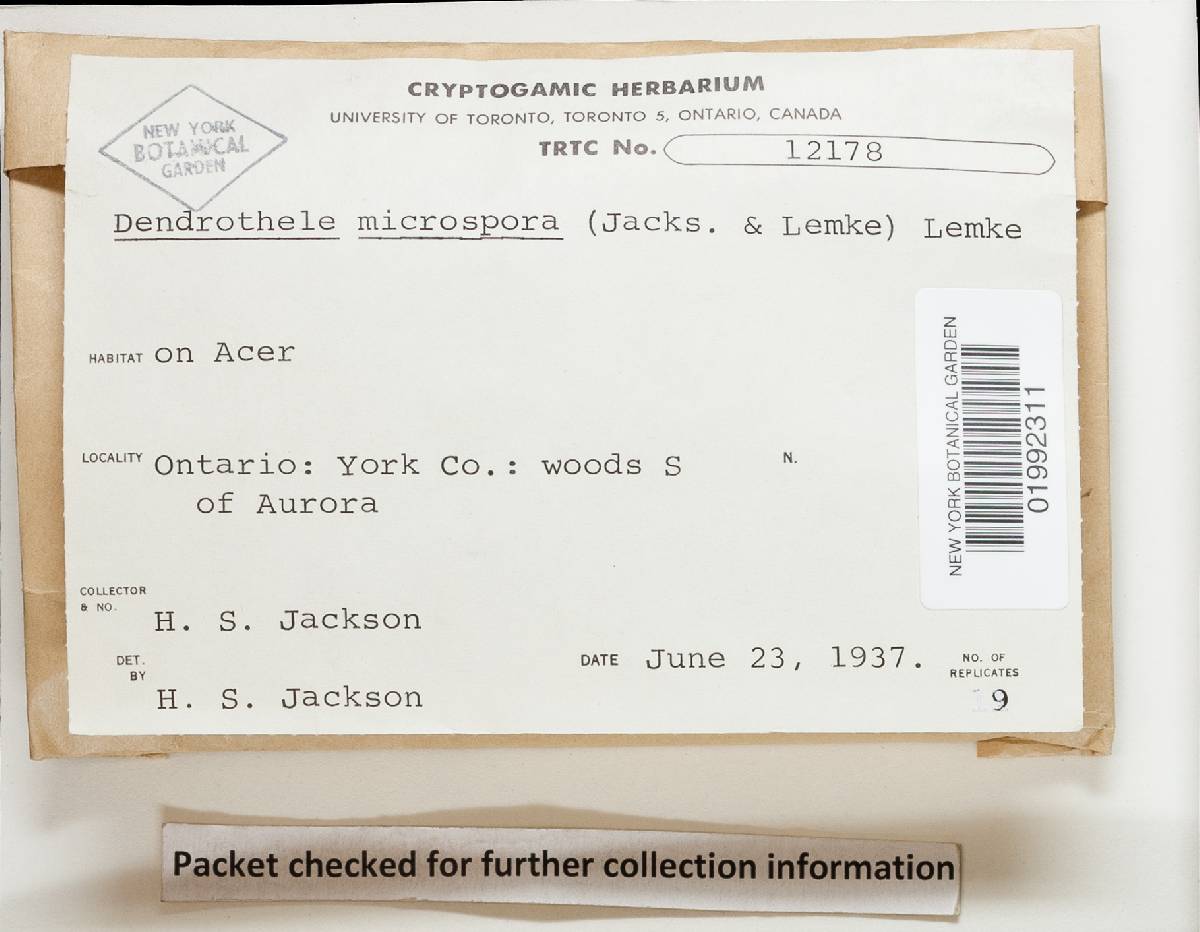 CRYPTOGAMIC HERBARIUM
UNIVERSITY OF TORONTO, TORONTO 5, ONTARIO, CANADA
NEW YORK
BOTANICAL
GARDEN
TRTC No. 12178
Dendrothele microspora (Jacks. & Lemke) Lemke
HABITAT on Acer
LOCALITY Ontario: York Co.: woods S N.
of Aurora
NEW YORK BOTANICAL GARDEN
01992311
COLLECTOR
& NO.
H. S. Jackson
DET.
BY
H. S. Jackson
DATE June 23, 1937.
NO. OF
REPLICATES
19
Packet checked for further collection information